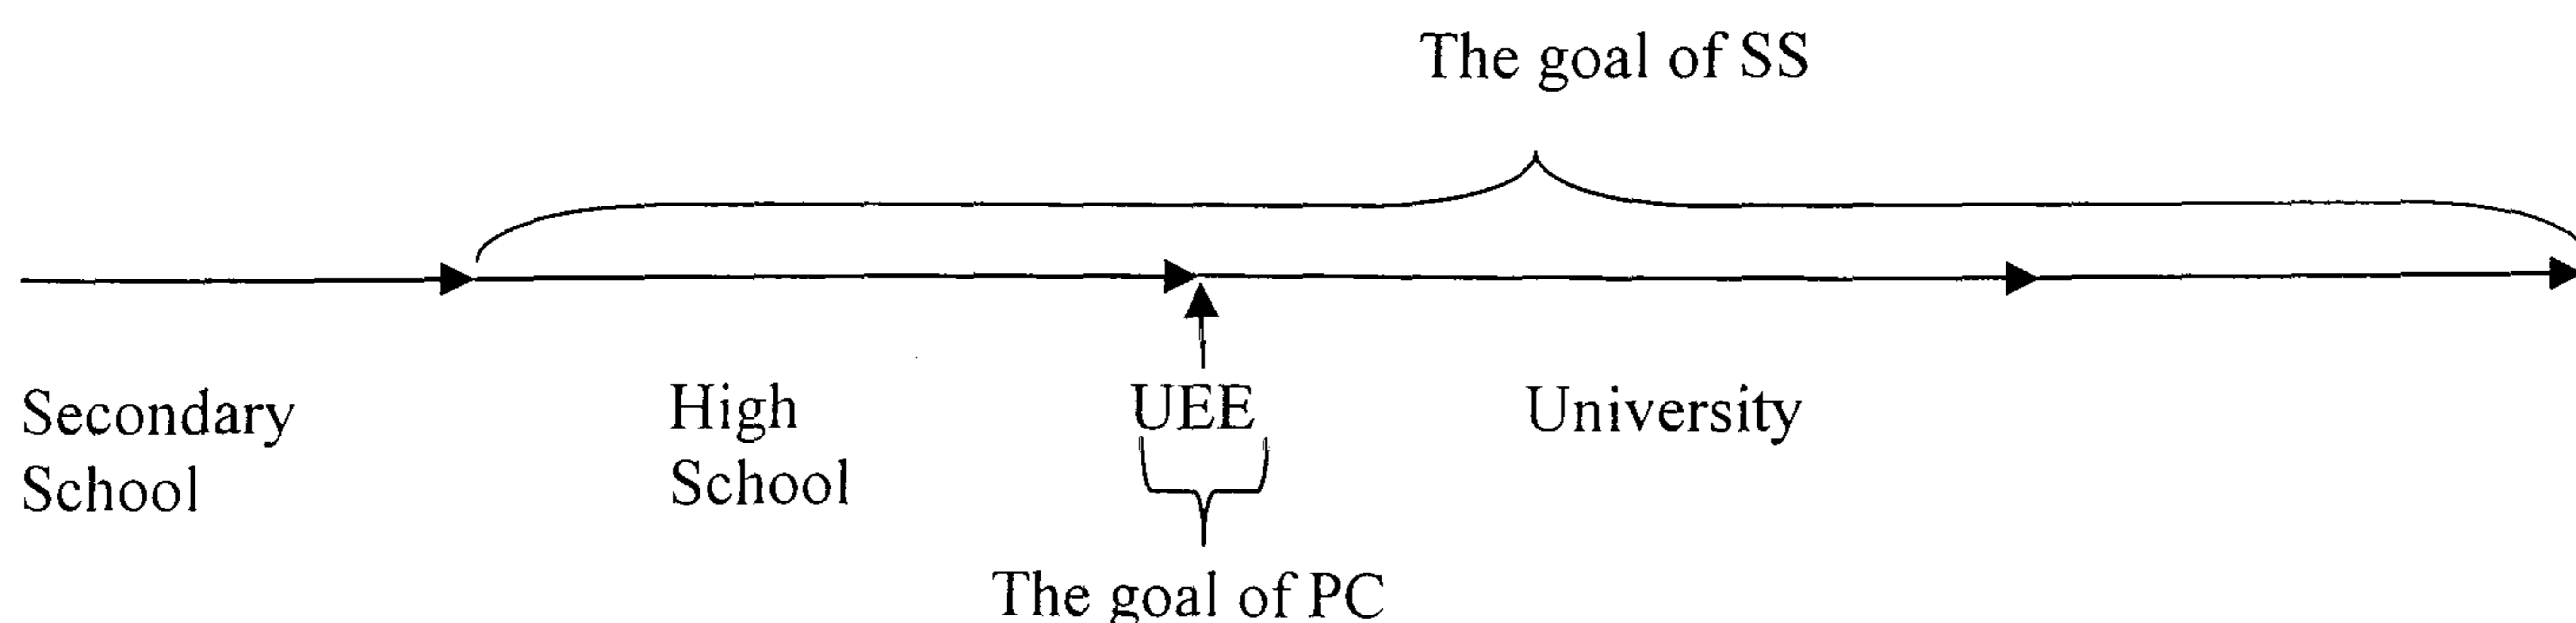 The goal of SS
Secondary
School
High
School
UEE
University
The goal of PC